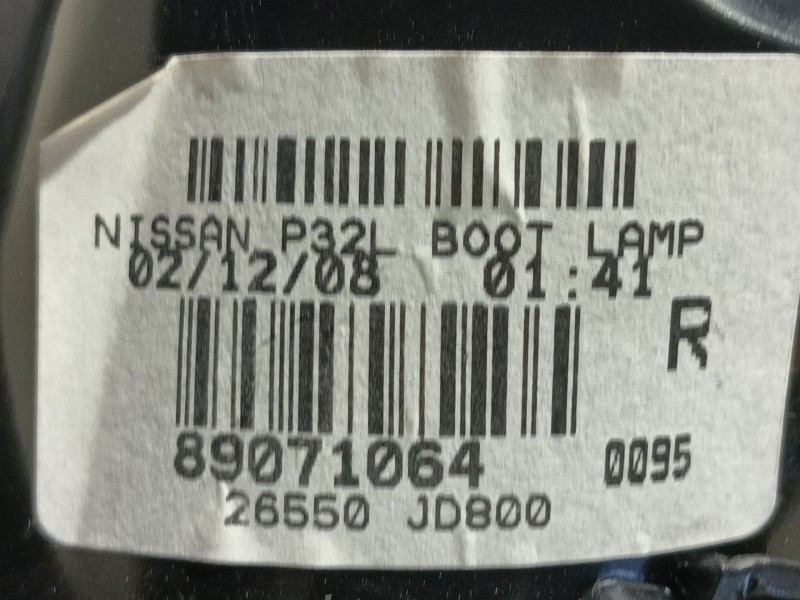 NISSAN P32L BOOT LAMP
02/12/08 01:41
R
89071064 0095
26550 JD800